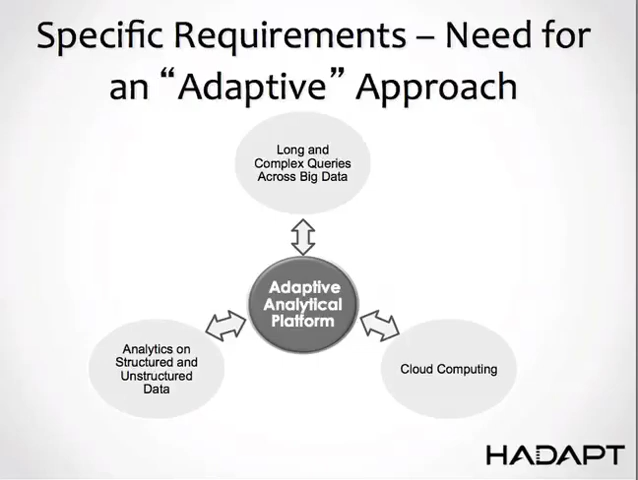 Specific Requirements – Need for
an “Adaptive” Approach
Long and
Complex Queries
Across Big Data
Adaptive
Analytical
Platform
Analytics on
Structured and
Unstructured
Data
Cloud Computing
HADAPT